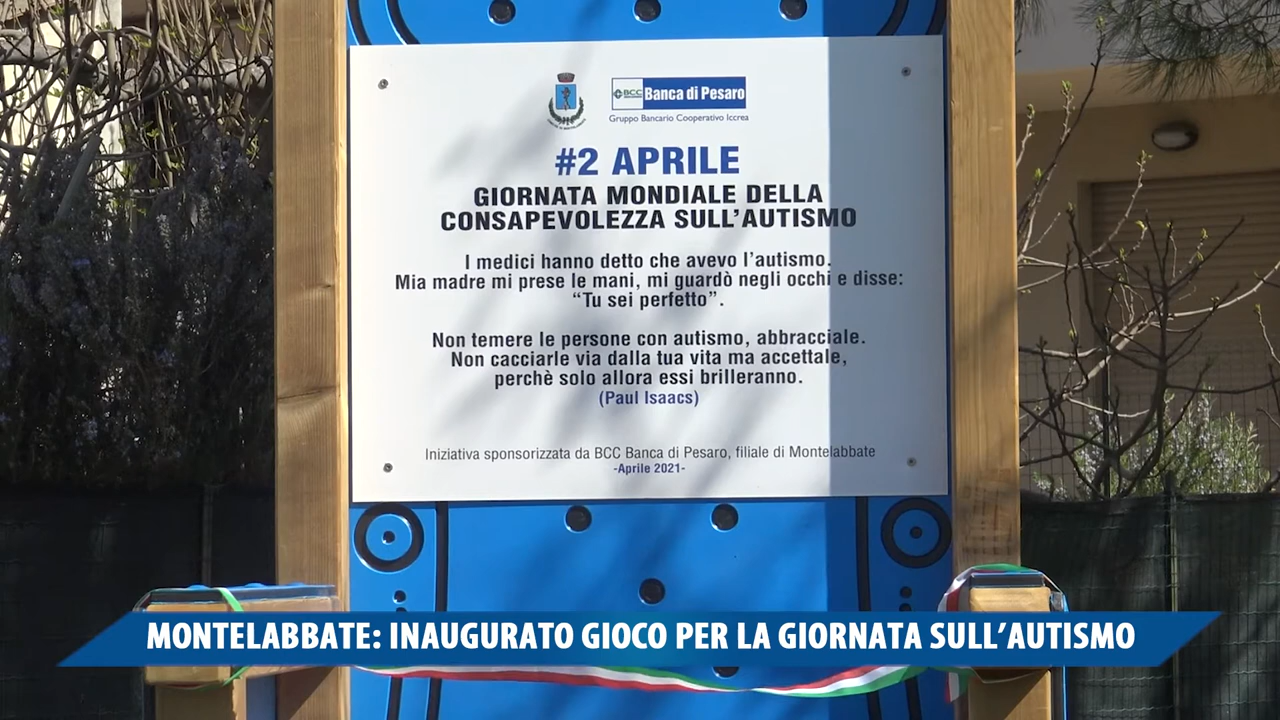 BCC Banca di Pesaro
Gruppo Bancario Cooperativo Iccrea
#2 APRILE
GIORNATA MONDIALE DELLA
CONSAPEVOLEZZA SULL'AUTISMO
I medici hanno detto che avevo l'autismo.
Mia madre mi prese le mani, mi guardò negli occhi e disse:
“Tu sei perfetto”.
Non temere le persone con autismo, abbracciale.
Non cacciarle via dalla tua vita ma accettale,
perchè solo allora essi brilleranno.
(Paul Isaacs)
Iniziativa sponsorizzata da BCC Banca di Pesaro, filiale di Montelabbate
-Aprile 2021-
MONTELABBATE: INAUGURATO GIOCO PER LA GIORNATA SULL'AUTISMO